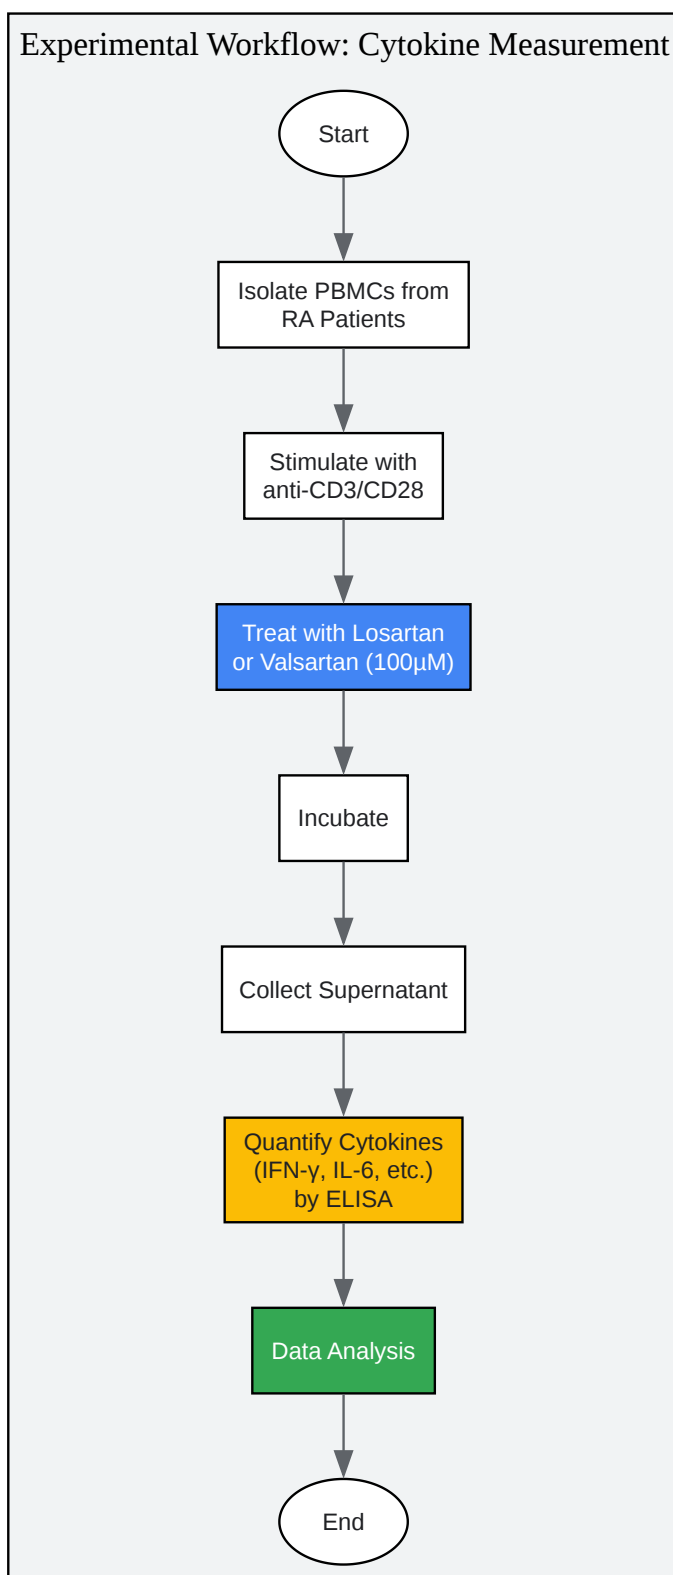 Experimental Workflow: Cytokine Measurement
Start
Isolate PBMCs from
RA Patients
Stimulate with
anti-CD3/CD28
Treat with Losartan
or Valsartan (100µM)
Incubate
Collect Supernatant
Quantify Cytokines
(IFN-γ, IL-6, etc.)
by ELISA
Data Analysis
End